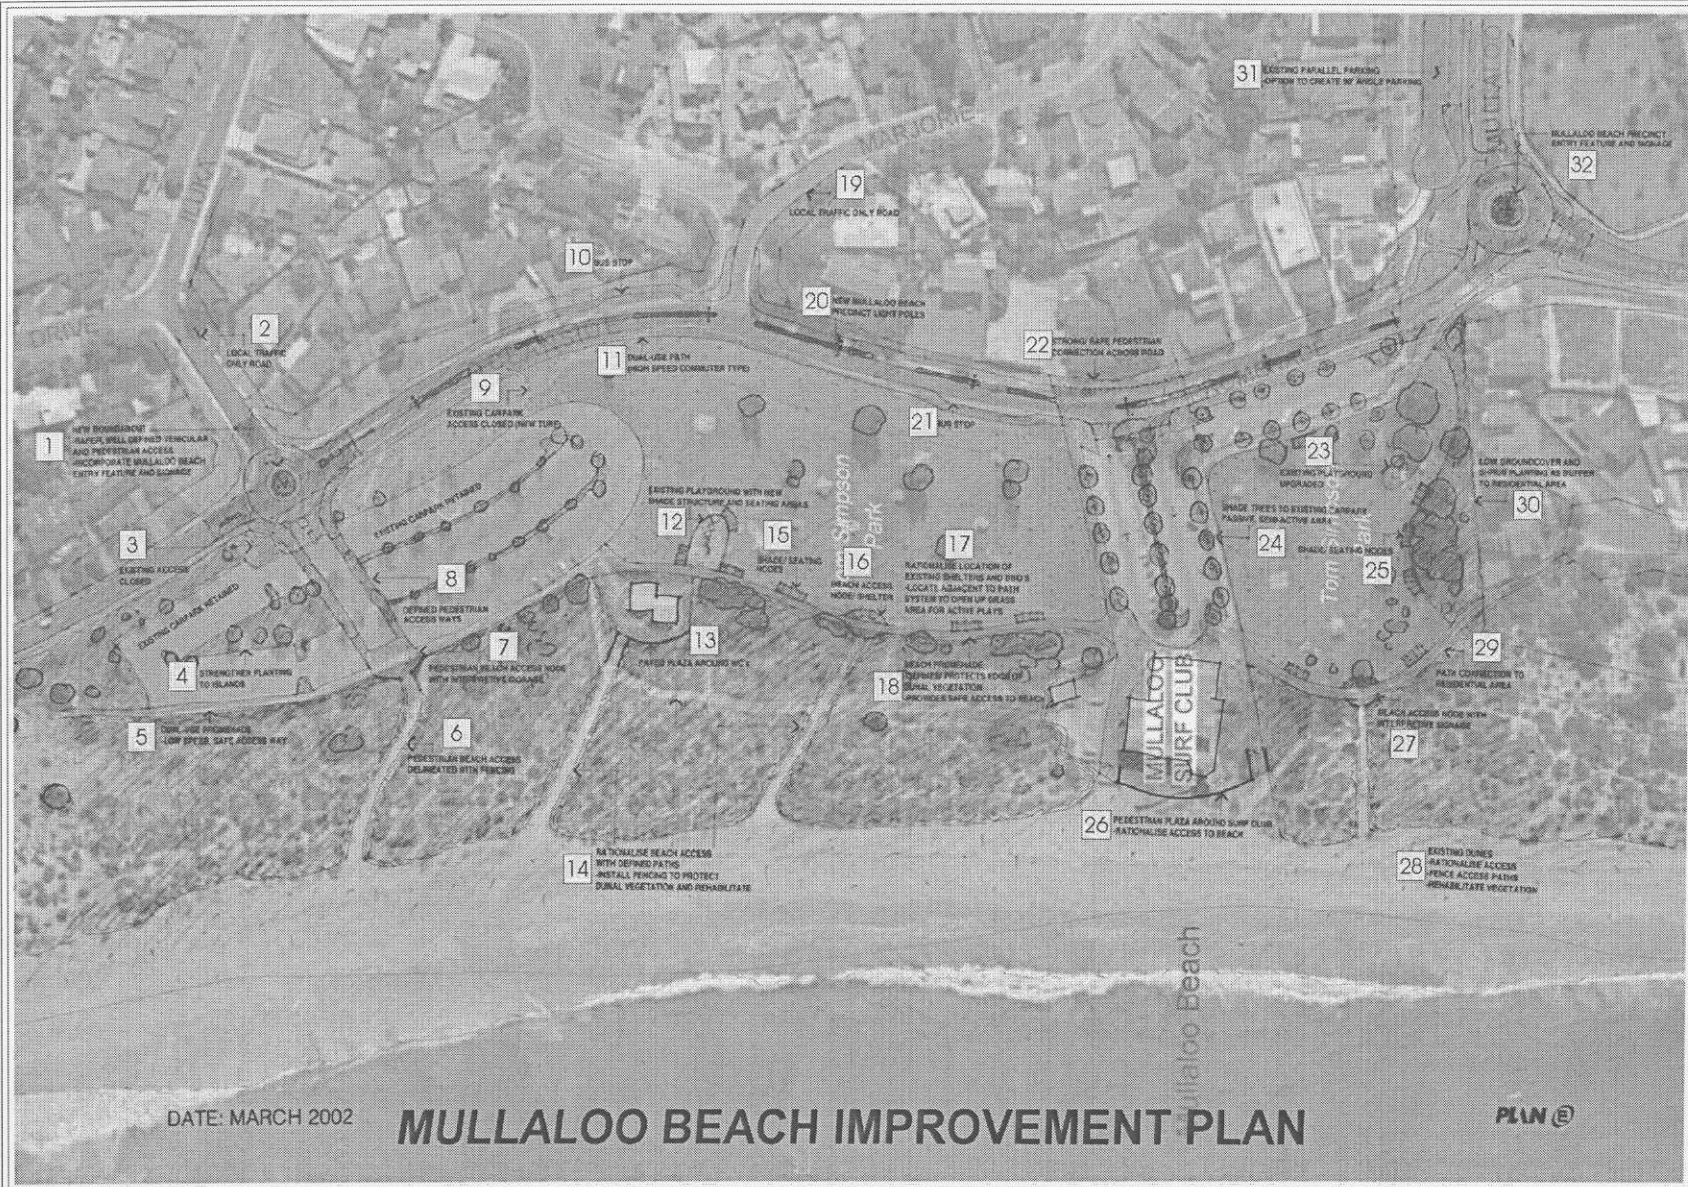 31
EXISTING PARALLEL PARKING
-OPTION TO CREATE 90° ANGLE PARKING
MULLALOO
MULLALOO BEACH PRECINCT
ENTRY FEATURE AND SIGNAGE
32
MARJORIE
ILUKA
19
LOCAL TRAFFIC ONLY ROAD
10
BUS STOP
20
NEW MULLALOO BEACH
PRECINCT LIGHT POLLS
DRIVE
2
LOCAL TRAFFIC
ONLY ROAD
22
STRONG/ SAFE PEDESTRIAN
CONNECTION ACROSS ROAD
11
DUAL-USE PATH
(HIGH SPEED COMMUTER TYPE)
9
EXISTING CARPARK
ACCESS CLOSED (NEW TURF)
21
BUS STOP
1
NEW ROUNDABOUT
-SAFER, WELL DEFINED VEHICULAR
AND PEDESTRIAN ACCESS
-INCORPORATE MULLALOO BEACH
ENTRY FEATURE AND SIGNAGE
23
EXISTING PLAYGROUND
UPGRADED
LOW GROUNDCOVER AND
SHRUB PLANTING AS BUFFER
TO RESIDENTIAL AREA
30
EXISTING CARPARK RETAINED
EXISTING PLAYGROUND WITH NEW
SHADE STRUCTURE AND SEATING AREAS
12
15
SHADE/ SEATING
NODES
Tom Simpson
Park
16
BEACH ACCESS
NODE/ SHELTER
17
RATIONALISE LOCATION OF
EXISTING SHELTERS AND BBQ'S
-LOCATE ADJACENT TO PATH
SYSTEM TO OPEN UP GRASS
AREA FOR ACTIVE PLAYS
SHADE TREES TO EXISTING CARPARK
PASSIVE, SEMI-ACTIVE AREA
24
SHADE/ SEATING NODES
25
Tom Simpson
Park
3
EXISTING ACCESS
CLOSED
8
DEFINED PEDESTRIAN
ACCESS WAYS
EXISTING CARPARK RETAINED
4
STRENGTHEN PLANTING
TO ISLANDS
7
PEDESTRIAN BEACH ACCESS NODE
WITH INTERPRETIVE SIGNAGE
13
PAVED PLAZA AROUND WC's
18
BEACH PROMENADE
-DEFINES/ PROTECTS EDGE OF
DUNAL VEGETATION
-PROVIDES SAFE ACCESS TO BEACH
29
PATH CONNECTION TO
RESIDENTIAL AREA
MULLALOO
SURF CLUB
BEACH ACCESS NODE WITH
INTERPRETIVE SIGNAGE
27
5
DUAL-USE PROMENADE
-LOW SPEED, SAFE ACCESS WAY
6
PEDESTRIAN BEACH ACCESS
DELINEATED WITH FENCING
26
PEDESTRIAN PLAZA AROUND SURF CLUB
-RATIONALISE ACCESS TO BEACH
14
RATIONALISE BEACH ACCESS
WITH DEFINED PATHS
-INSTALL FENCING TO PROTECT
DUNAL VEGETATION AND REHABILITATE
28
EXISTING DUNES
-RATIONALISE ACCESS
-FENCE ACCESS PATHS
-REHABILITATE VEGETATION
Mullaloo Beach
DATE: MARCH 2002
MULLALOO BEACH IMPROVEMENT PLAN
PLAN E